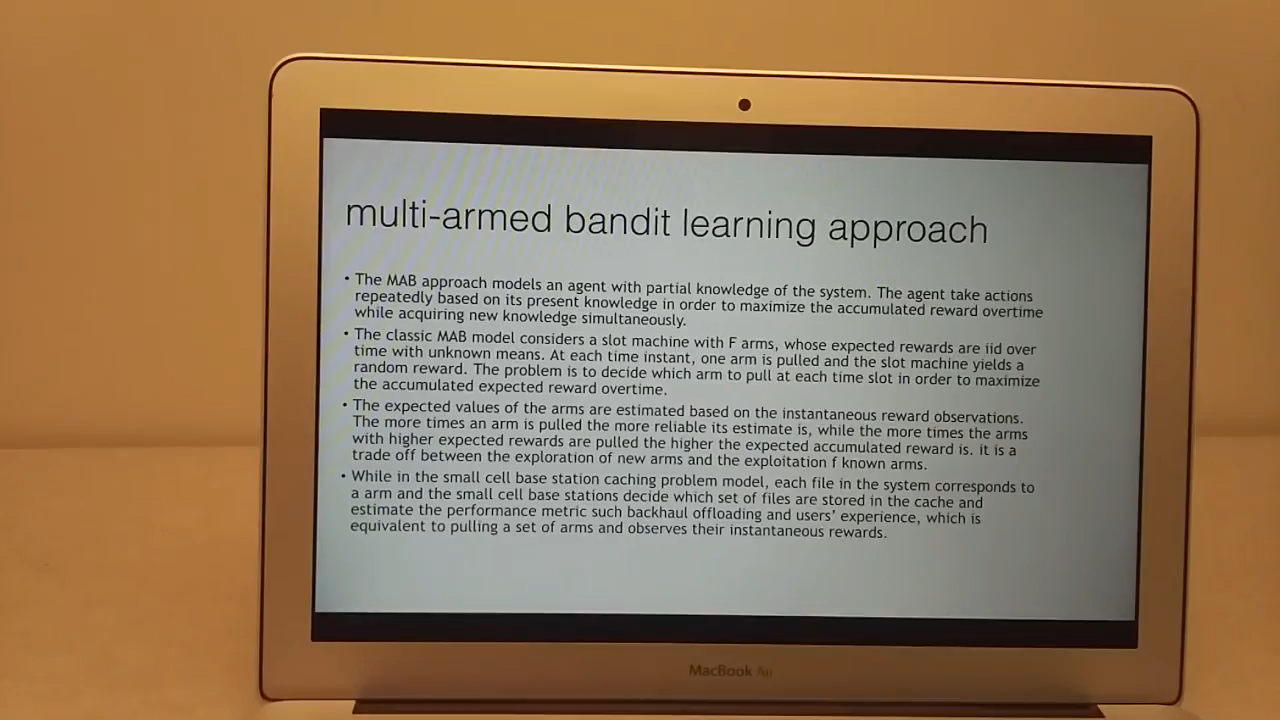 multi-armed bandit learning approach
• The MAB approach models an agent with partial knowledge of the system. The agent take actions
repeatedly based on its present knowledge in order to maximize the accumulated reward overtime
while acquiring new knowledge simultaneously.
• The classic MAB model considers a slot machine with F arms, whose expected rewards are iid over
time with unknown means. At each time instant, one arm is pulled and the slot machine yields a
random reward. The problem is to decide which arm to pull at each time slot in order to maximize
the accumulated expected reward overtime.
• The expected values of the arms are estimated based on the instantaneous reward observations.
The more times an arm is pulled the more reliable its estimate is, while the more times the arms
with higher expected rewards are pulled the higher the expected accumulated reward is. it is a
trade off between the exploration of new arms and the exploitation f known arms.
• While in the small cell base station caching problem model, each file in the system corresponds to
a arm and the small cell base stations decide which set of files are stored in the cache and
estimate the performance metric such backhaul offloading and users’ experience, which is
equivalent to pulling a set of arms and observes their instantaneous rewards.
MacBook Air